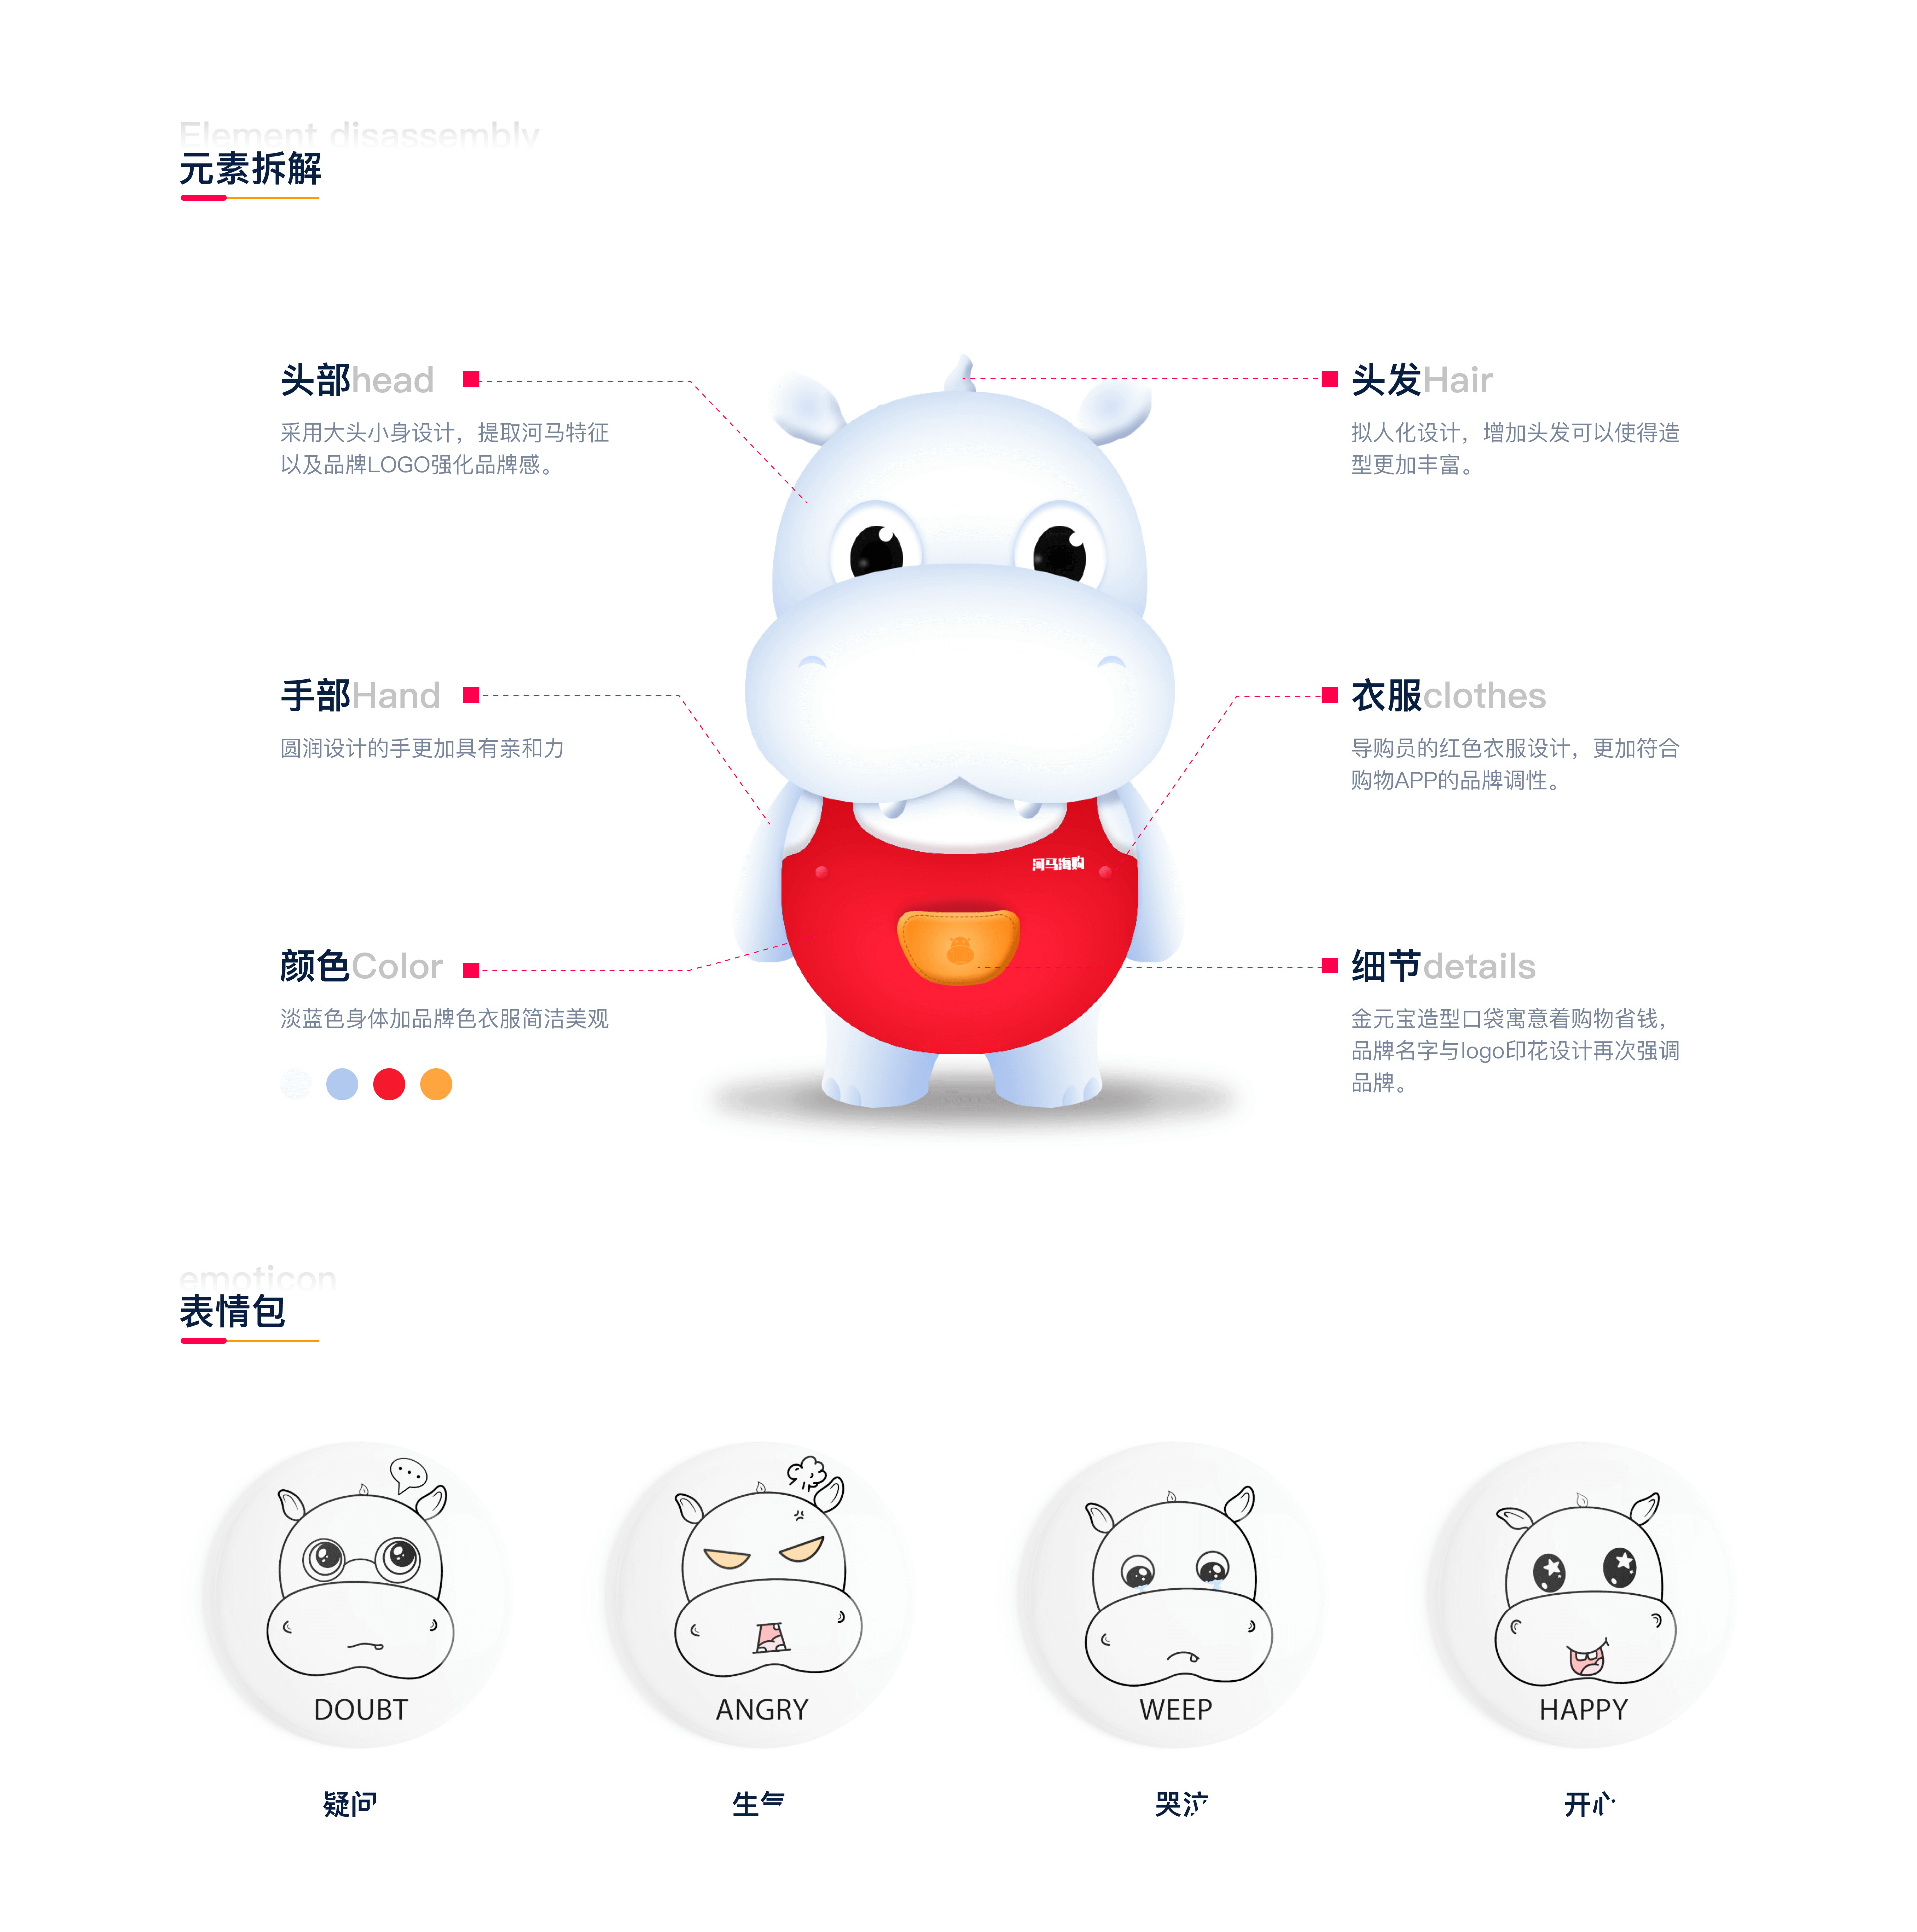 Element disassembly
元素拆解
头部head
采用大头小身设计，提取河马特征
以及品牌LOGO强化品牌感。
头发Hair
拟人化设计，增加头发可以使得造
型更加丰富。
手部Hand
圆润设计的手更加具有亲和力
衣服clothes
导购员的红色衣服设计，更加符合
购物APP的品牌调性。
河马海购
颜色Color
淡蓝色身体加品牌色衣服简洁美观
细节details
金元宝造型口袋寓意着购物省钱，
品牌名字与logo印花设计再次强调
品牌。
emoticon
表情包
DOUBT
ANGRY
WEEP
HAPPY
疑问
生气
哭泣
开心